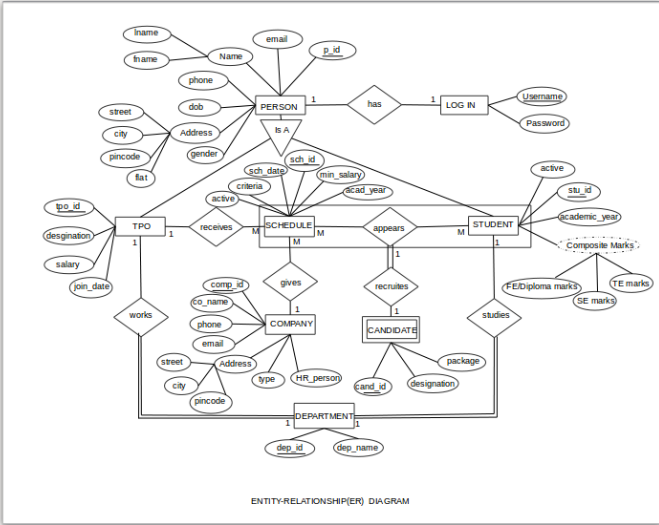 lname
email
fname
Name
p_id
phone
PERSON
1
has
1
LOG IN
Username
Password
dob
street
Address
city
pincode
gender
flat
Is A
sch_date
sch_id
min_salary
acad_year
criteria
active
active
stu_id
academic_year
Composite Marks
FE/Diploma marks
SE marks
TE marks
tpo_id
desgination
salary
join_date
TPO
1
receives
M
SCHEDULE
M
appears
M
STUDENT
1
1
M
gives
recruites
works
studies
comp_id
co_name
phone
email
1
COMPANY
1
CANDIDATE
street
Address
city
pincode
type
HR_person
package
cand_id
designation
1
DEPARTMENT
1
dep_id
dep_name
ENTITY-RELATIONSHIP(ER) DIAGRAM